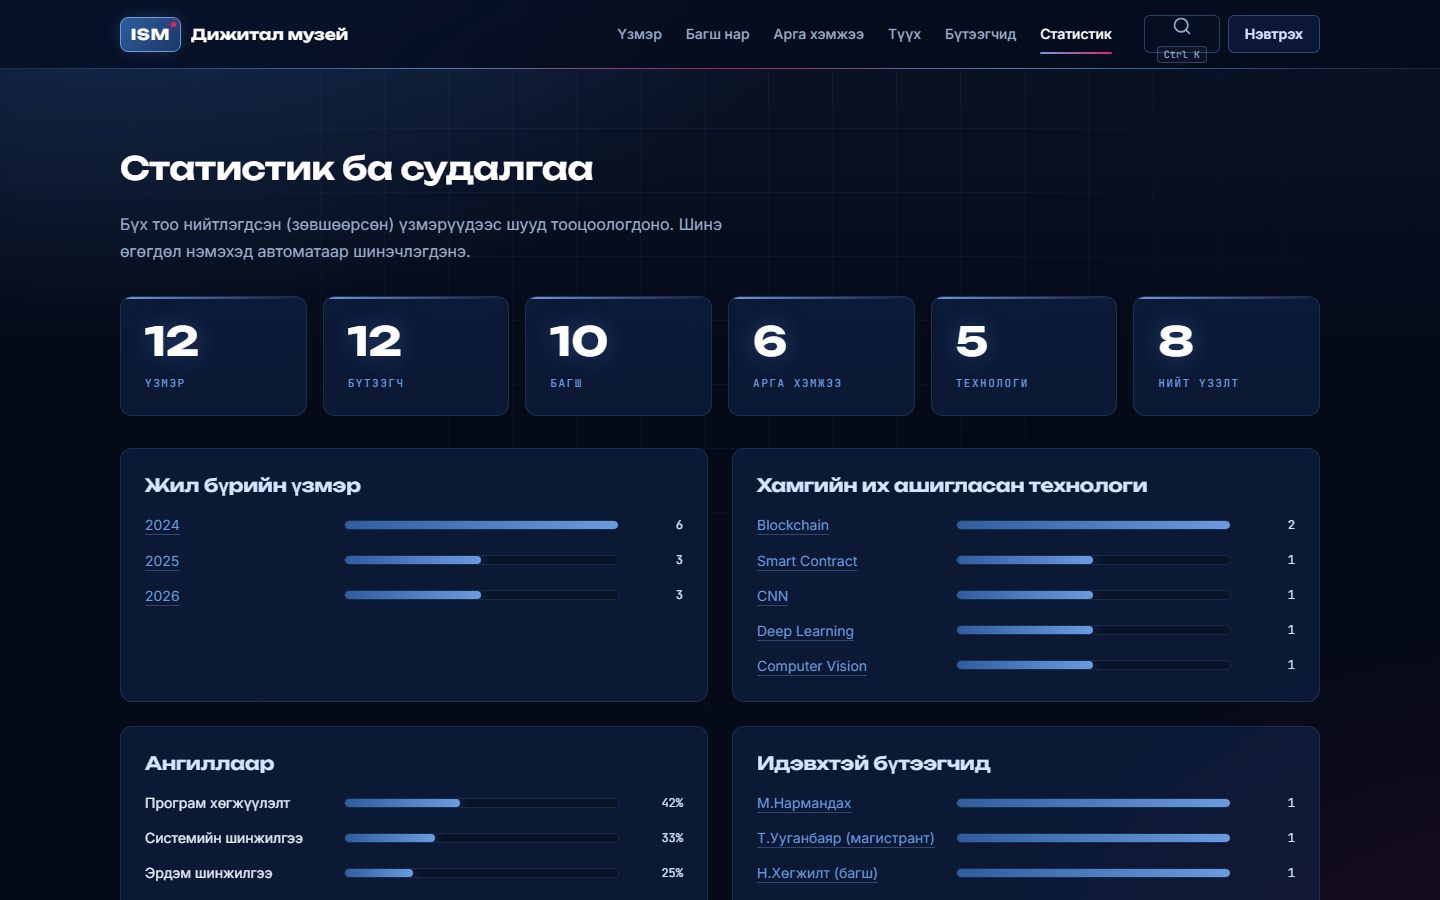 ISM Дижитал музей Үзмэр Багш нар Арга хэмжээ Түүх Бүтээгчид Статистик Ctrl K Нэвтрэх
Статистик ба судалгаа
Бүх тоо нийтлэгдсэн (зөвшөөрсөн) үзмэрүүдээс шууд тооцоологдоно. Шинэ
өгөгдөл нэмэхэд автоматаар шинэчлэгдэнэ.
12 12 10 6 5 8
ҮЗМЭР БҮТЭЭГЧ БАГШ АРГА ХЭМЖЭЭ ТЕХНОЛОГИ НИЙТ ҮЗЭЛТ
Жил бүрийн үзмэр
2024 6
2025 3
2026 3
Хамгийн их ашигласан технологи
Blockchain 2
Smart Contract 1
CNN 1
Deep Learning 1
Computer Vision 1
Ангиллаар
Програм хөгжүүлэлт 42%
Системийн шинжилгээ 33%
Эрдэм шинжилгээ 25%
Идэвхтэй бүтээгчид
М.Нармандах 1
Т.Ууганбаяр (магистрант) 1
Н.Хөгжилт (багш) 1